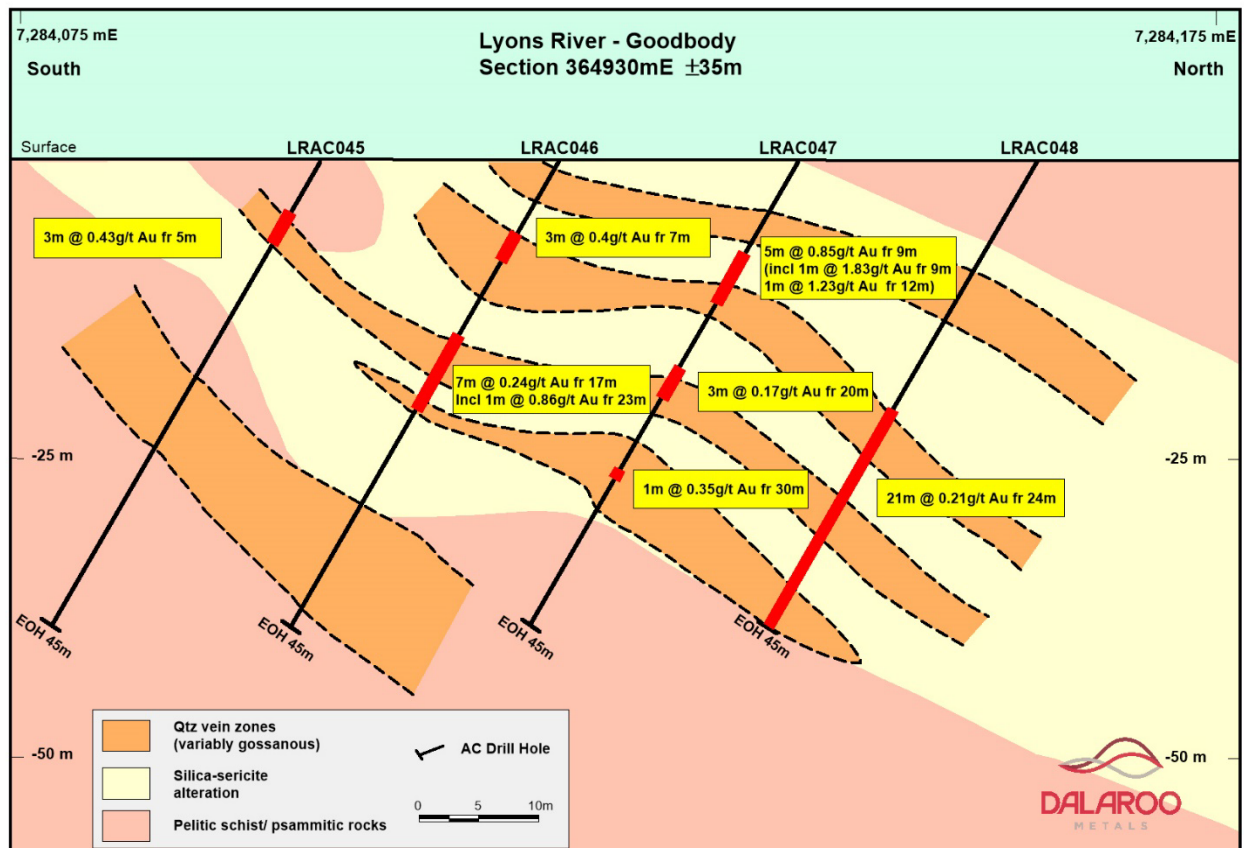 7,284,075 mE
7,284,175 mE
Lyons River - Goodbody
Section 364930mE ±35m
South
North
Surface
LRAC045
LRAC046
LRAC047
LRAC048
3m @ 0.43g/t Au fr 5m
3m @ 0.4g/t Au fr 7m
5m @ 0.85g/t Au fr 9m
(incl 1m @ 1.83g/t Au fr 9m
1m @ 1.23g/t Au fr 12m)
7m @ 0.24g/t Au fr 17m
Incl 1m @ 0.86g/t Au fr 23m
3m @ 0.17g/t Au fr 20m
-25 m
-25 m
1m @ 0.35g/t Au fr 30m
21m @ 0.21g/t Au fr 24m
EOH 45m
EOH 45m
EOH 45m
EOH 45m
Qtz vein zones
(variably gossanous)
AC Drill Hole
Silica-sericite
alteration
0 5 10m
Pelitic schist/ psammitic rocks
-50 m
-50 m
DALAROO
METALS